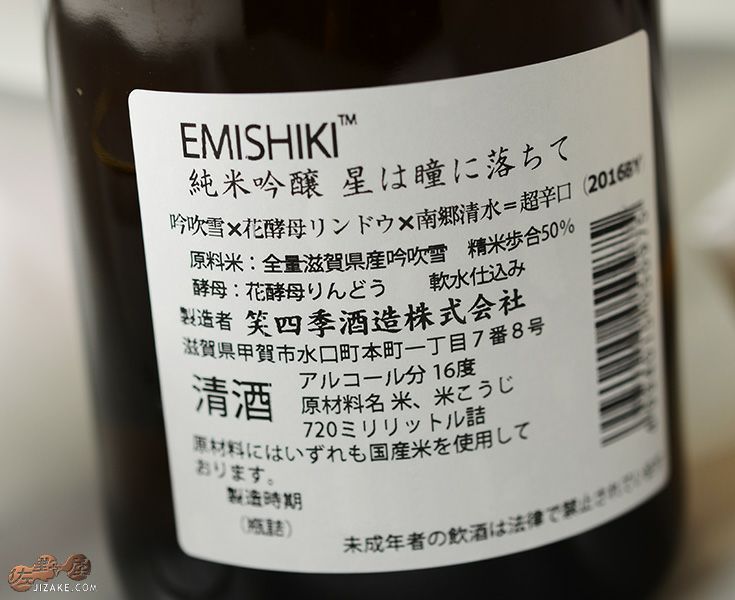 EMISHIKI™
純米吟醸 星は瞳に落ちて
吟吹雪×花酵母リンドウ×南郷清水＝超辛口（2016BY
原料米：全量滋賀県産吟吹雪 精米歩合50%
酵母：花酵母りんどう 軟水仕込み
製造者 笑四季酒造株式会社
滋賀県甲賀市水口町本町一丁目7番8号
清酒
アルコール分 16度
原材料名 米、米こうじ
720ミリリットル詰
原材料にはいずれも国産米を使用して
おります。
製造時期
（瓶詰）
未成年者の飲酒は法律で禁止されてい
JIZAKE.COM